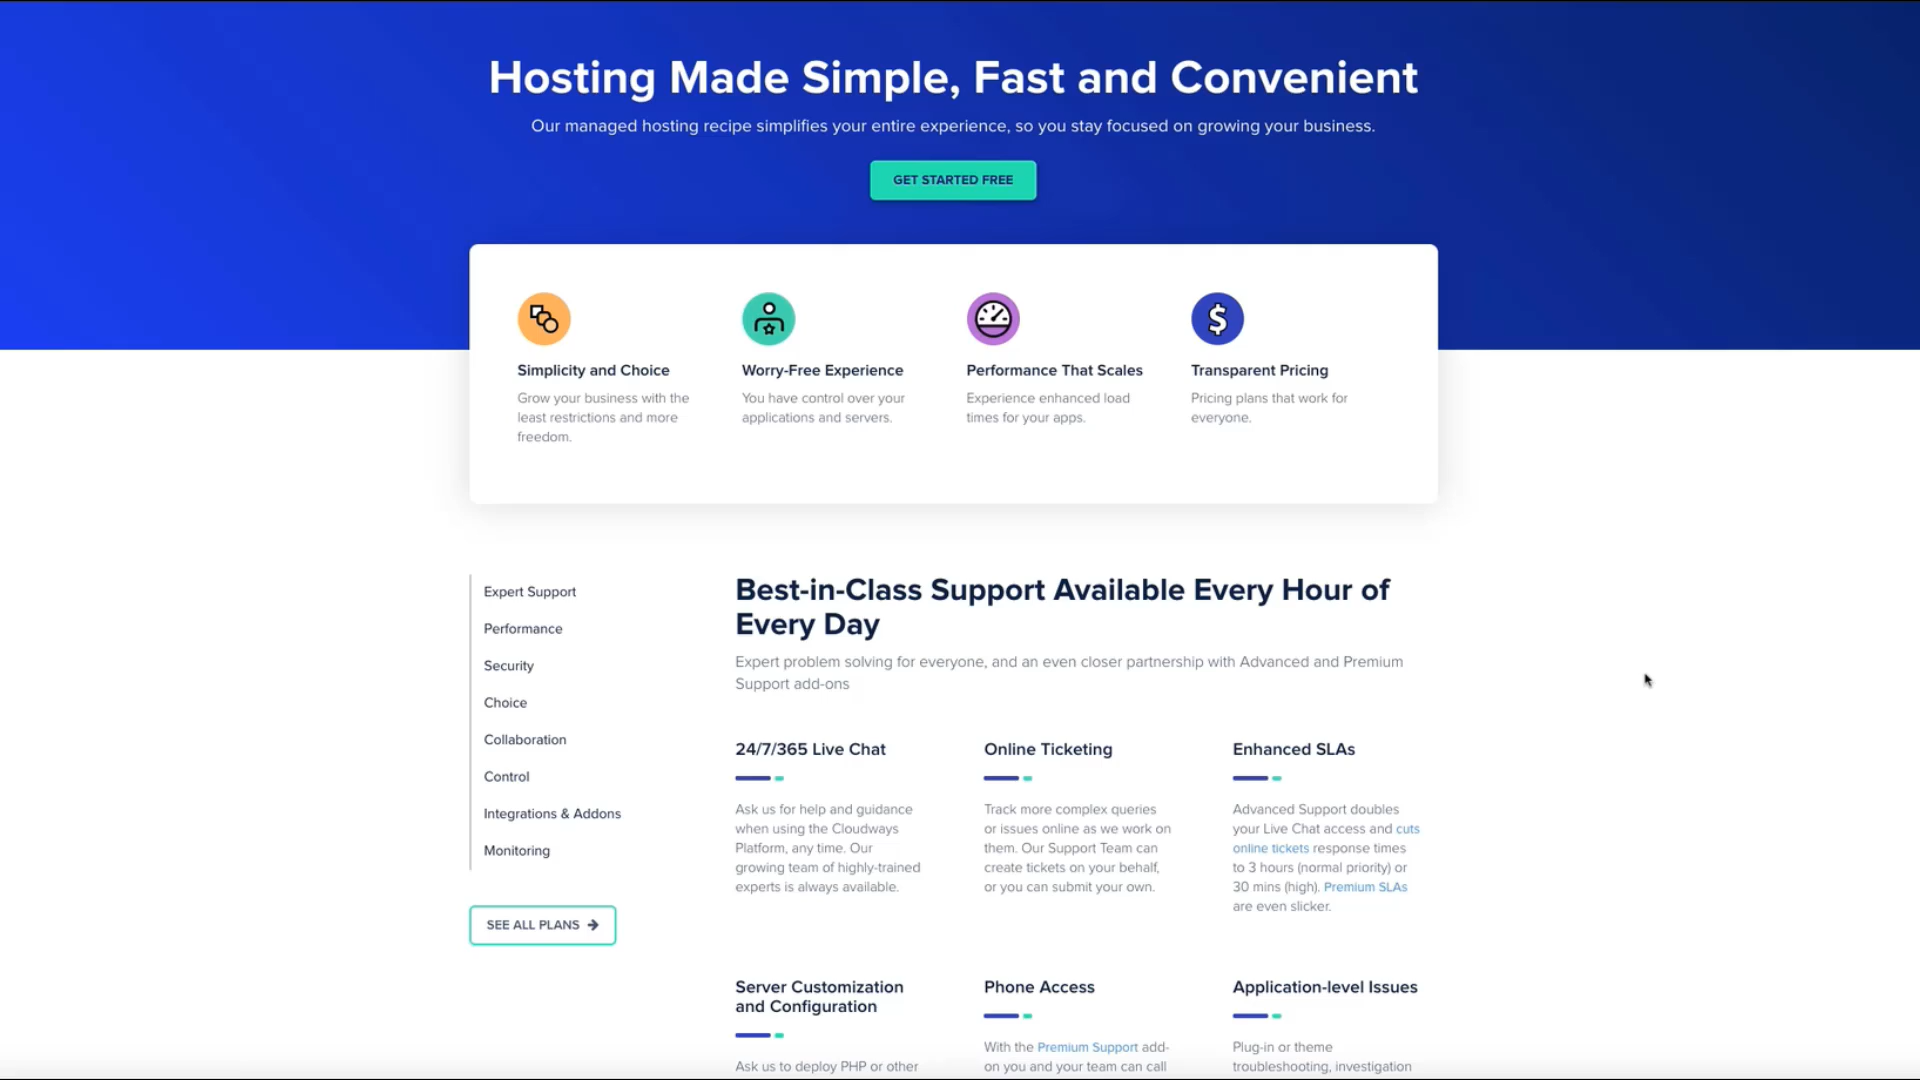 Hosting Made Simple, Fast and Convenient
Our managed hosting recipe simplifies your entire experience, so you stay focused on growing your business.
GET STARTED FREE
Simplicity and Choice
Grow your business with the
least restrictions and more
freedom.
Worry-Free Experience
You have control over your
applications and servers.
Performance That Scales
Experience enhanced load
times for your apps.
Transparent Pricing
Pricing plans that work for
everyone.
Expert Support
Performance
Security
Choice
Collaboration
Control
Integrations & Addons
Monitoring
SEE ALL PLANS
Best-in-Class Support Available Every Hour of
Every Day
Expert problem solving for everyone, and an even closer partnership with Advanced and Premium
Support add-ons
24/7/365 Live Chat
Ask us for help and guidance
when using the Cloudways
Platform, any time. Our
growing team of highly-trained
experts is always available.
Online Ticketing
Track more complex queries
or issues online as we work on
them. Our Support Team can
create tickets on your behalf,
or you can submit your own.
Enhanced SLAs
Advanced Support doubles
your Live Chat access and cuts
online tickets response times
to 3 hours (normal priority) or
30 mins (high). Premium SLAs
are even slicker.
Server Customization
and Configuration
Ask us to deploy PHP or other
Phone Access
With the Premium Support add-
on you and your team can call
Application-level Issues
Plug-in or theme
troubleshooting, investigation